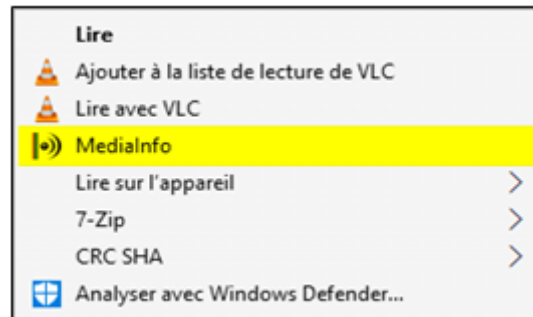 Lire
Ajouter à la liste de lecture de VLC
Lire avec VLC
MediaInfo
Lire sur l'appareil
7-Zip
CRC SHA
Analyser avec Windows Defender...